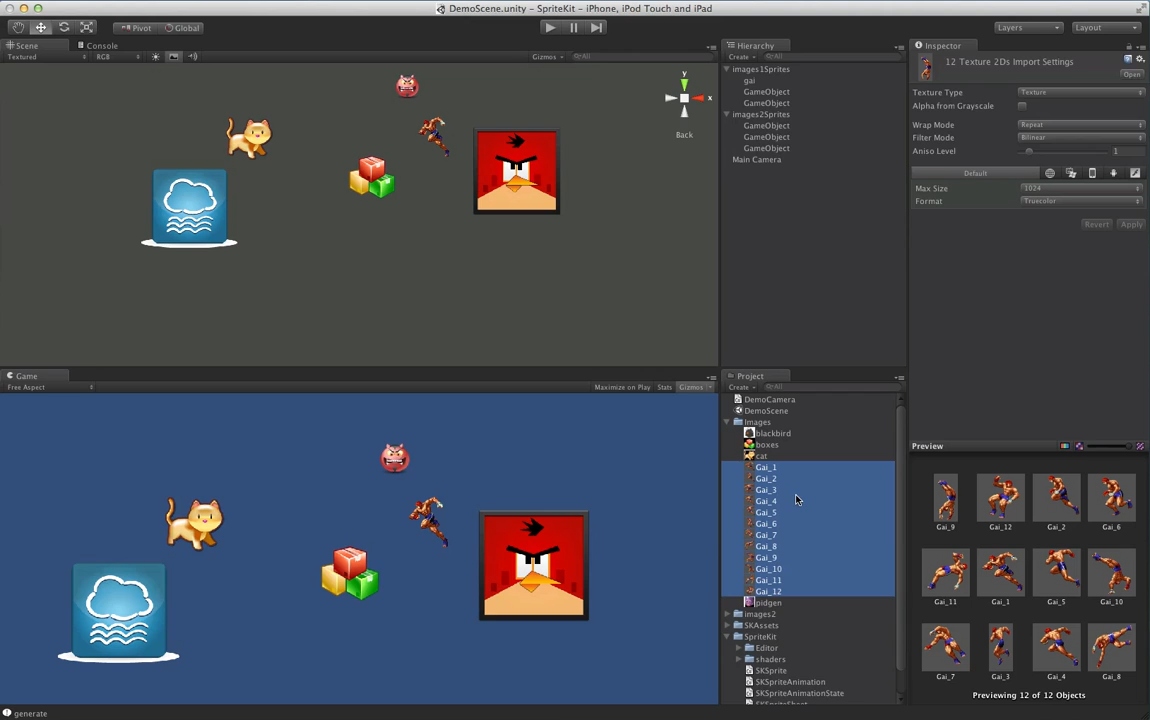 DemoScene.unity - SpriteKit - iPhone, iPod Touch and iPad
Pivot Global
Layers Layout
Scene Console
Textured RGB Gizmos All
Back
y
x
Hierarchy
Create All
images1Sprites
gai
GameObject
GameObject
images2Sprites
GameObject
GameObject
GameObject
Main Camera
Inspector
12 Texture 2Ds Import Settings
Open
Texture Type Texture
Alpha from Grayscale
Wrap Mode Repeat
Filter Mode Bilinear
Aniso Level 1
Default
Max Size 1024
Format Truecolor
Revert Apply
Game
Free Aspect Maximize on Play Stats Gizmos
Project
Create All
DemoCamera
DemoScene
Images
blackbird
boxes
cat
Gai_1
Gai_2
Gai_3
Gai_4
Gai_5
Gai_6
Gai_7
Gai_8
Gai_9
Gai_10
Gai_11
Gai_12
pidgen
images2
SKAssets
SpriteKit
Editor
shaders
SKSprite
SKSpriteAnimation
SKSpriteAnimationState
SKSpriteSheet
Preview
Gai_9 Gai_12 Gai_2 Gai_6
Gai_11 Gai_1 Gai_5 Gai_10
Gai_7 Gai_3 Gai_4 Gai_8
Previewing 12 of 12 Objects
generate